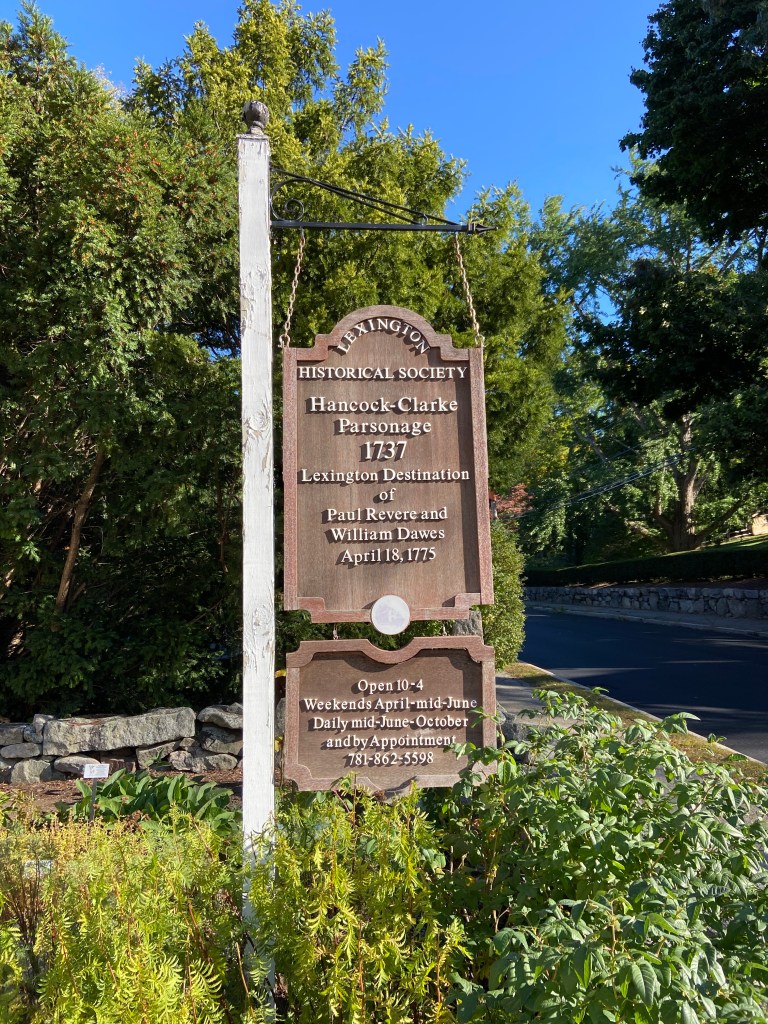 LEXINGTON
HISTORICAL SOCIETY
Hancock-Clarke
Parsonage
1737
Lexington Destination
of
Paul Revere and
William Dawes
April 18, 1775
Open 10-4
Weekends April-mid-June
Daily mid-June-October
and by Appointment
781-862-5598